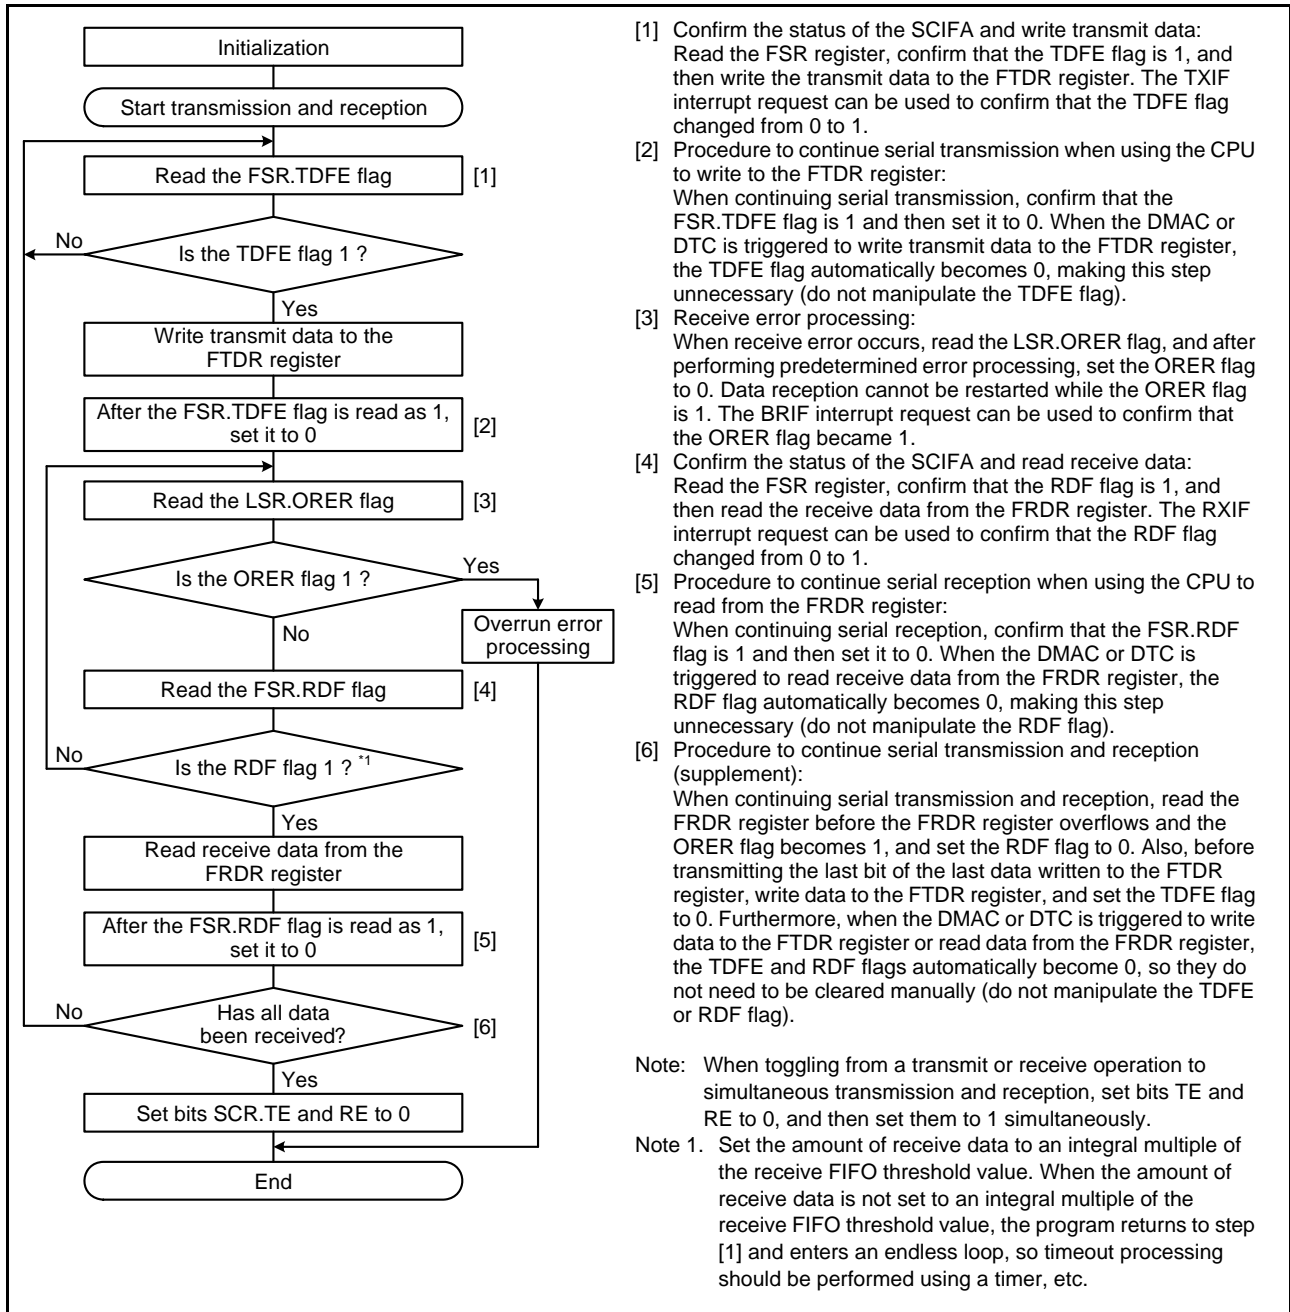 Initialization
Start transmission and reception
Read the FSR.TDFE flag
[1]
No
Is the TDFE flag 1 ?
Yes
Write transmit data to the
FTDR register
After the FSR.TDFE flag is read as 1,
set it to 0
[2]
Read the LSR.ORER flag
[3]
Is the ORER flag 1 ?
Yes
Overrun error
processing
No
Read the FSR.RDF flag
[4]
No
Is the RDF flag 1 ? *1
Yes
Read receive data from the
FRDR register
After the FSR.RDF flag is read as 1,
set it to 0
[5]
No
Has all data
been received?
[6]
Yes
Set bits SCR.TE and RE to 0
End
[1] Confirm the status of the SCIFA and write transmit data:
Read the FSR register, confirm that the TDFE flag is 1, and
then write the transmit data to the FTDR register. The TXIF
interrupt request can be used to confirm that the TDFE flag
changed from 0 to 1.
[2] Procedure to continue serial transmission when using the CPU
to write to the FTDR register:
When continuing serial transmission, confirm that the
FSR.TDFE flag is 1 and then set it to 0. When the DMAC or
DTC is triggered to write transmit data to the FTDR register,
the TDFE flag automatically becomes 0, making this step
unnecessary (do not manipulate the TDFE flag).
[3] Receive error processing:
When receive error occurs, read the LSR.ORER flag, and after
performing predetermined error processing, set the ORER flag
to 0. Data reception cannot be restarted while the ORER flag
is 1. The BRIF interrupt request can be used to confirm that
the ORER flag became 1.
[4] Confirm the status of the SCIFA and read receive data:
Read the FSR register, confirm that the RDF flag is 1, and
then read the receive data from the FRDR register. The RXIF
interrupt request can be used to confirm that the RDF flag
changed from 0 to 1.
[5] Procedure to continue serial reception when using the CPU to
read from the FRDR register:
When continuing serial reception, confirm that the FSR.RDF
flag is 1 and then set it to 0. When the DMAC or DTC is
triggered to read receive data from the FRDR register, the
RDF flag automatically becomes 0, making this step
unnecessary (do not manipulate the RDF flag).
[6] Procedure to continue serial transmission and reception
(supplement):
When continuing serial transmission and reception, read the
FRDR register before the FRDR register overflows and the
ORER flag becomes 1, and set the RDF flag to 0. Also, before
transmitting the last bit of the last data written to the FTDR
register, write data to the FTDR register, and set the TDFE flag
to 0. Furthermore, when the DMAC or DTC is triggered to write
data to the FTDR register or read data from the FRDR register,
the TDFE and RDF flags automatically become 0, so they do
not need to be cleared manually (do not manipulate the TDFE
or RDF flag).
Note: When toggling from a transmit or receive operation to
simultaneous transmission and reception, set bits TE and
RE to 0, and then set them to 1 simultaneously.
Note 1. Set the amount of receive data to an integral multiple of
the receive FIFO threshold value. When the amount of
receive data is not set to an integral multiple of the
receive FIFO threshold value, the program returns to step
[1] and enters an endless loop, so timeout processing
should be performed using a timer, etc.